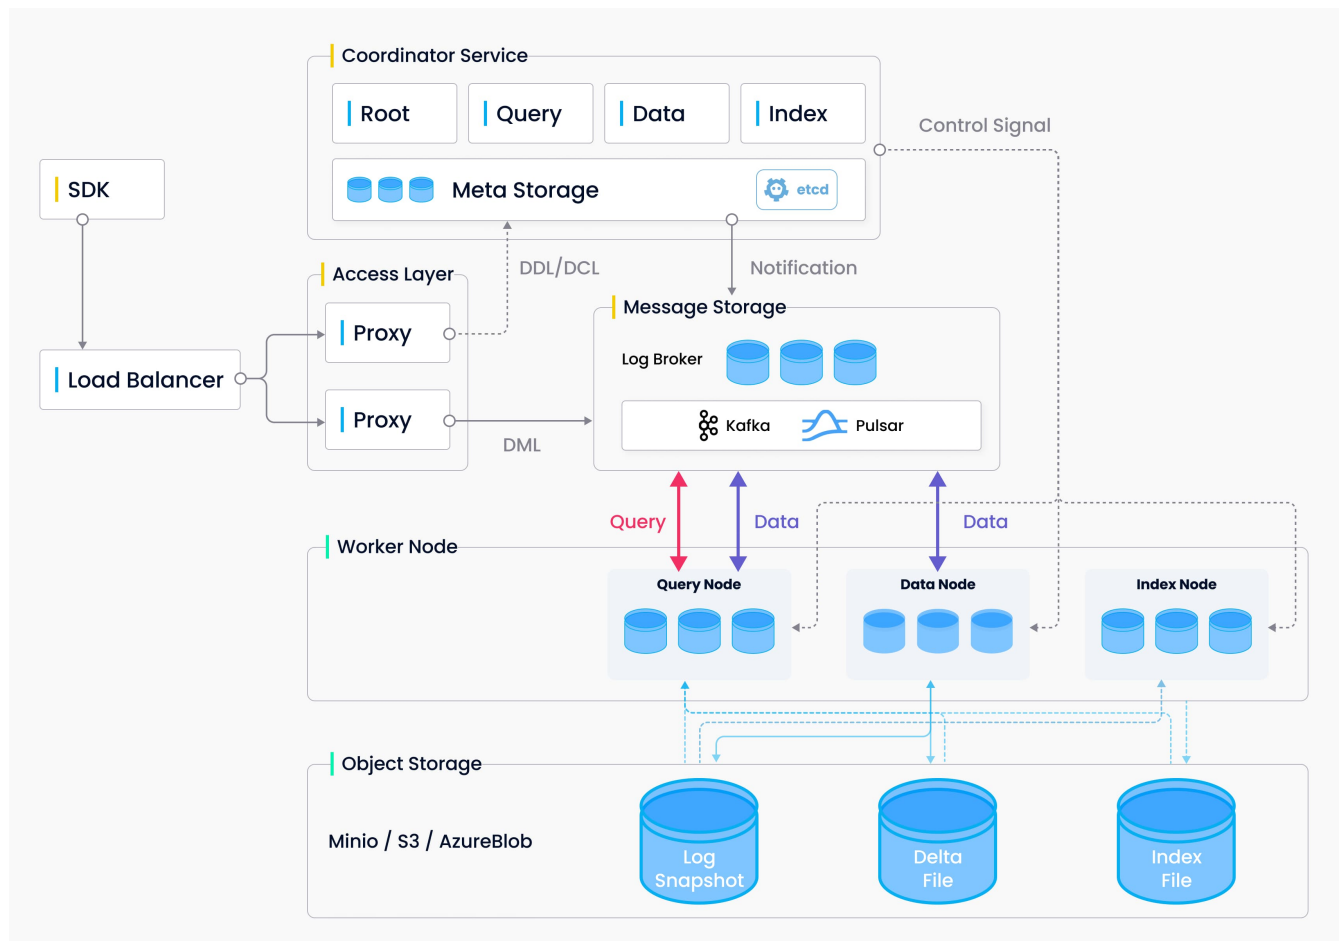 Coordinator Service
Root
Query
Data
Index
Control Signal
SDK
Meta Storage
etcd
Access Layer
DDL/DCL
Notification
Proxy
Message Storage
Log Broker
Load Balancer
Proxy
DML
Kafka
Pulsar
Query
Data
Data
Worker Node
Query Node
Data Node
Index Node
Object Storage
Minio / S3 / AzureBlob
Log
Snapshot
Delta
File
Index
File